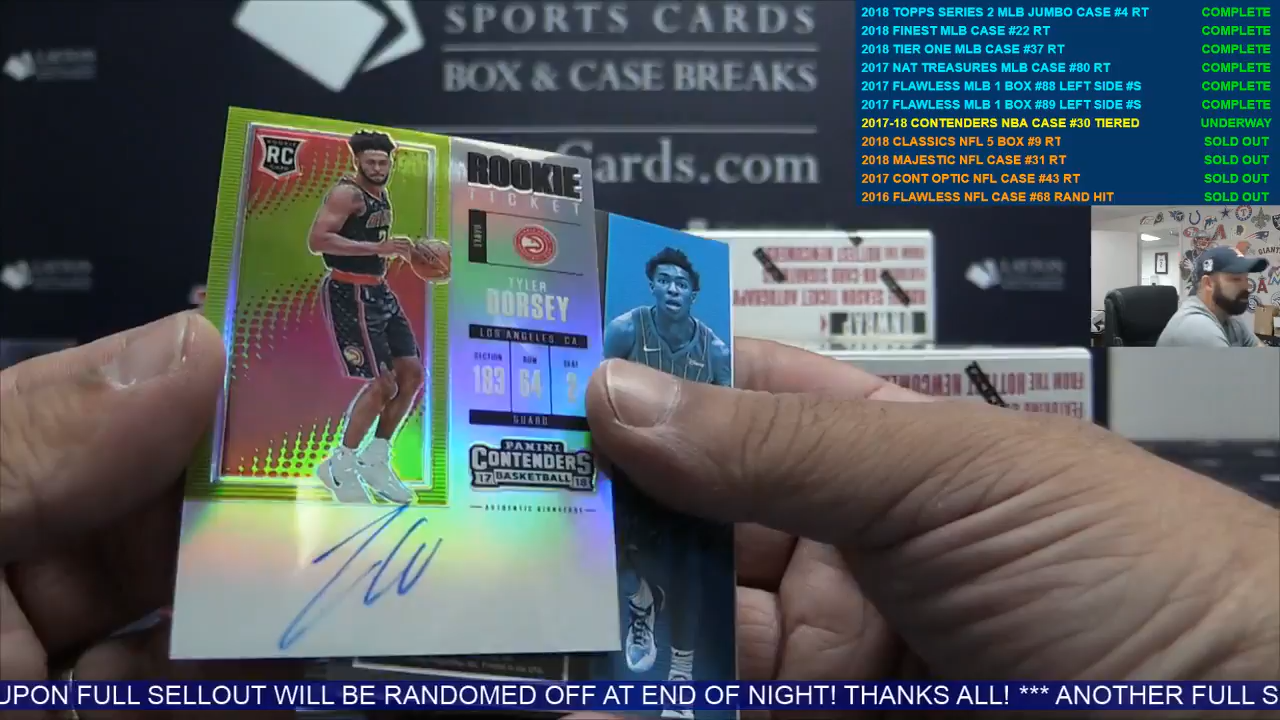 SPORTS CARDS
BOX & CASE BREAKS
Cards.com
2018 TOPPS SERIES 2 MLB JUMBO CASE #4 RT COMPLETE
2018 FINEST MLB CASE #22 RT COMPLETE
2018 TIER ONE MLB CASE #37 RT COMPLETE
2017 NAT TREASURES MLB CASE #80 RT COMPLETE
2017 FLAWLESS MLB 1 BOX #88 LEFT SIDE #S COMPLETE
2017 FLAWLESS MLB 1 BOX #89 LEFT SIDE #S COMPLETE
2017-18 CONTENDERS NBA CASE #30 TIERED UNDERWAY
2018 CLASSICS NFL 5 BOX #9 RT SOLD OUT
2018 MAJESTIC NFL CASE #31 RT SOLD OUT
2017 CONT OPTIC NFL CASE #43 RT SOLD OUT
2016 FLAWLESS NFL CASE #68 RAND HIT SOLD OUT
RC
ROOKIE
TICKET
TYLER
DORSEY
LOS ANGELES CA
SECTION ROW SEAT
183 64 2
GUARD
PANINI
CONTENDERS
17 BASKETBALL 18
AUTHENTIC SIGNATURE
FROM THE
UPON FULL SELLOUT WILL BE RANDOMED OFF AT END OF NIGHT! THANKS ALL! *** ANOTHER FULL S